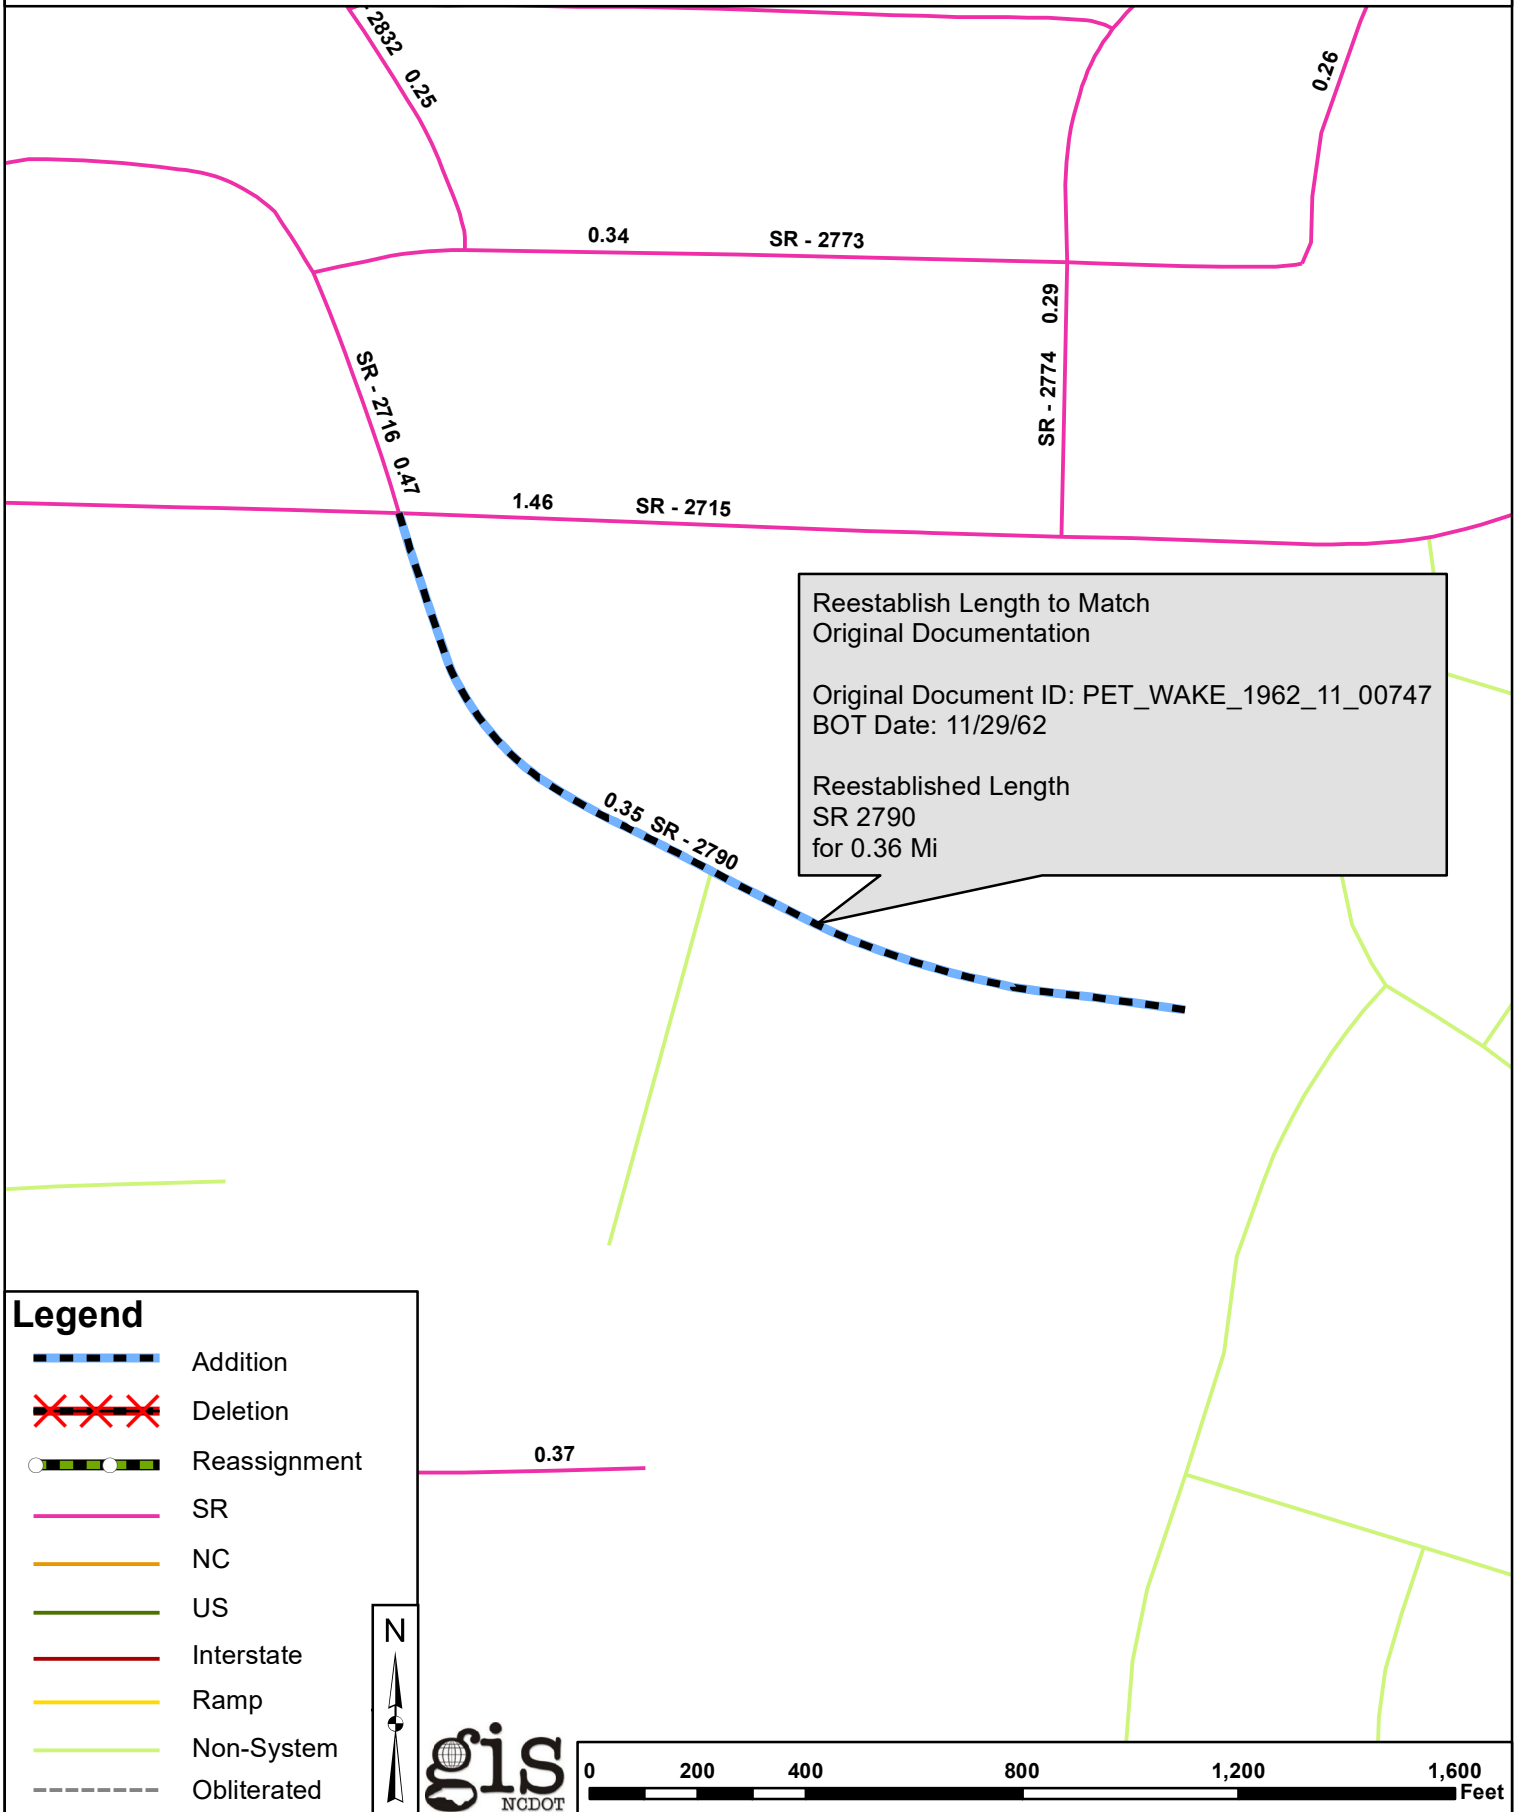 2832 0.25
0.26
0.34 SR - 2773
0.29
SR - 2774
SR - 2716 0.47
1.46 SR - 2715
Reestablish Length to Match
Original Documentation
Original Document ID: PET_WAKE_1962_11_00747
BOT Date: 11/29/62
Reestablished Length
SR 2790
for 0.36 Mi
0.35 SR - 2790
0.37
Legend
Addition
Deletion
Reassignment
SR
NC
US
Interstate
Ramp
Non-System
Obliterated
N
gis
NCDOT
0 200 400 800 1,200 1,600
Feet